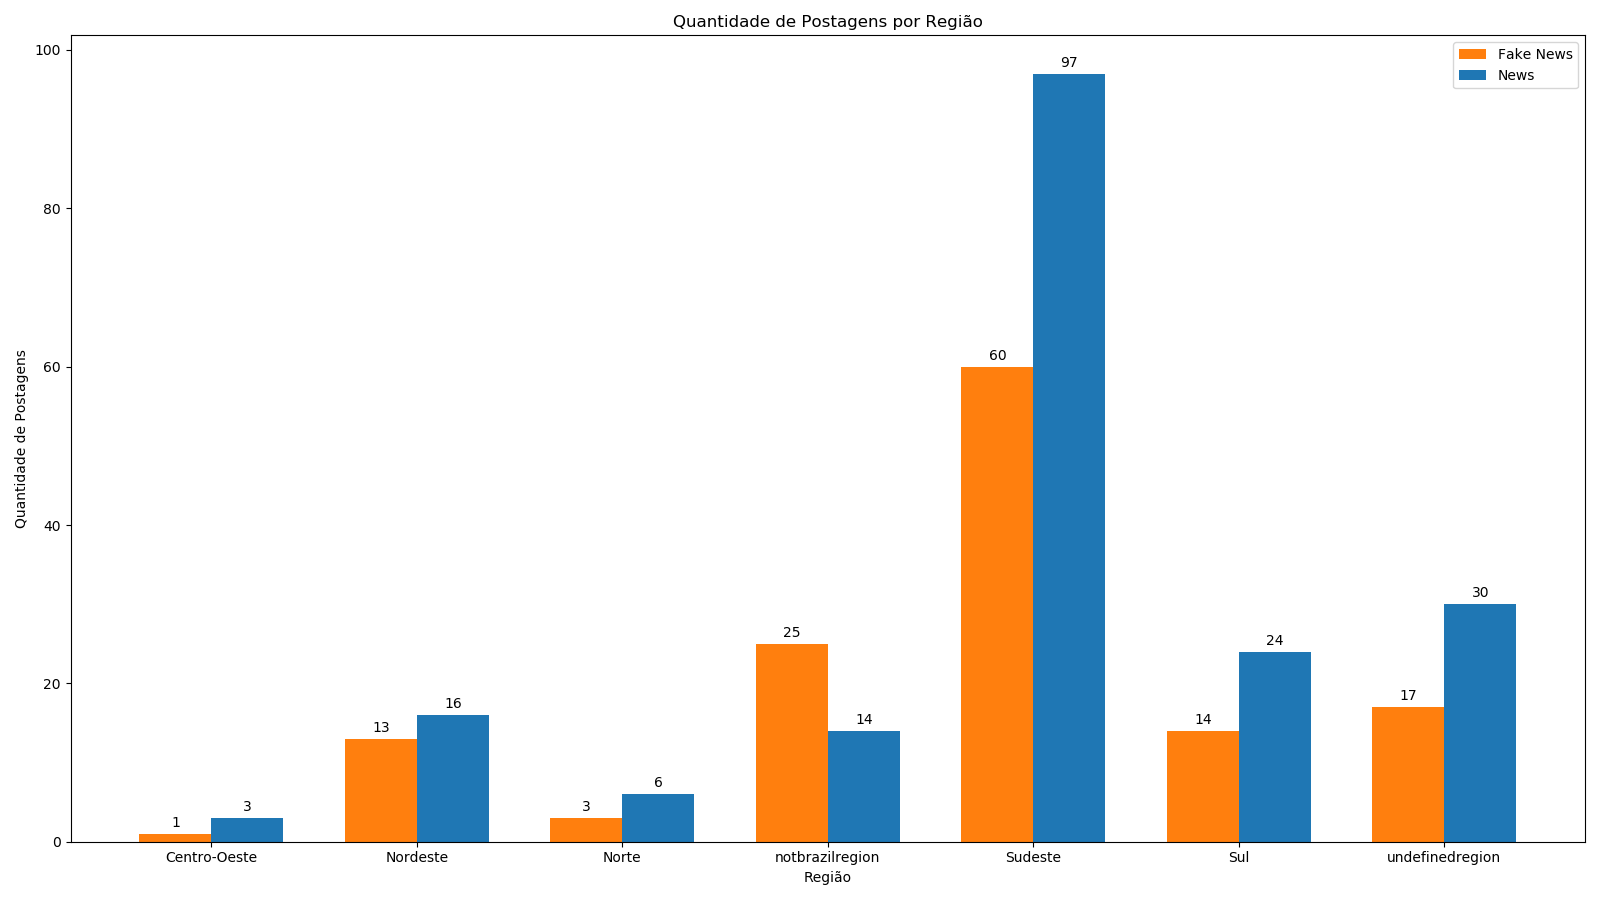 Quantidade de Postagens por Região
Fake News
News
Quantidade de Postagens
100
80
60
40
20
0
1
3
13
16
3
6
25
14
60
97
14
24
17
30
Centro-Oeste
Nordeste
Norte
notbrazilregion
Sudeste
Sul
undefinedregion
Região